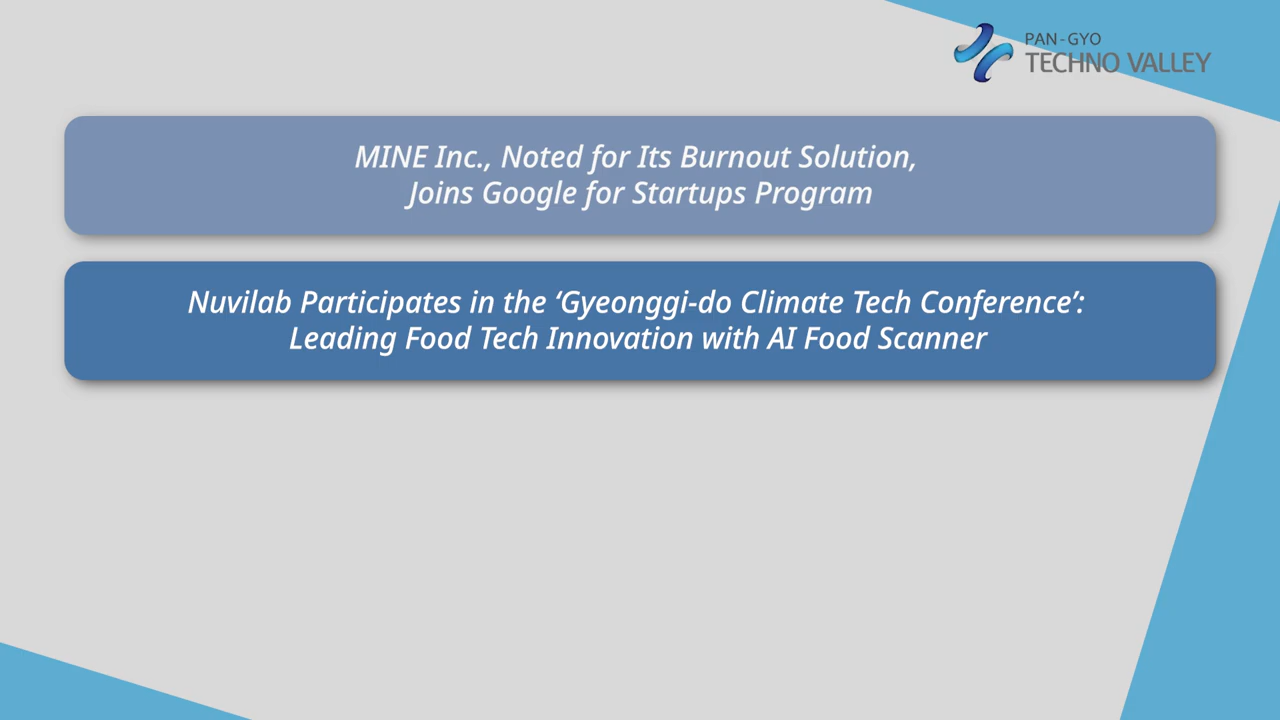 PAN-GYO
TECHNO VALLEY
MINE Inc., Noted for Its Burnout Solution,
Joins Google for Startups Program
Nuvilab Participates in the ‘Gyeonggi-do Climate Tech Conference’:
Leading Food Tech Innovation with AI Food Scanner